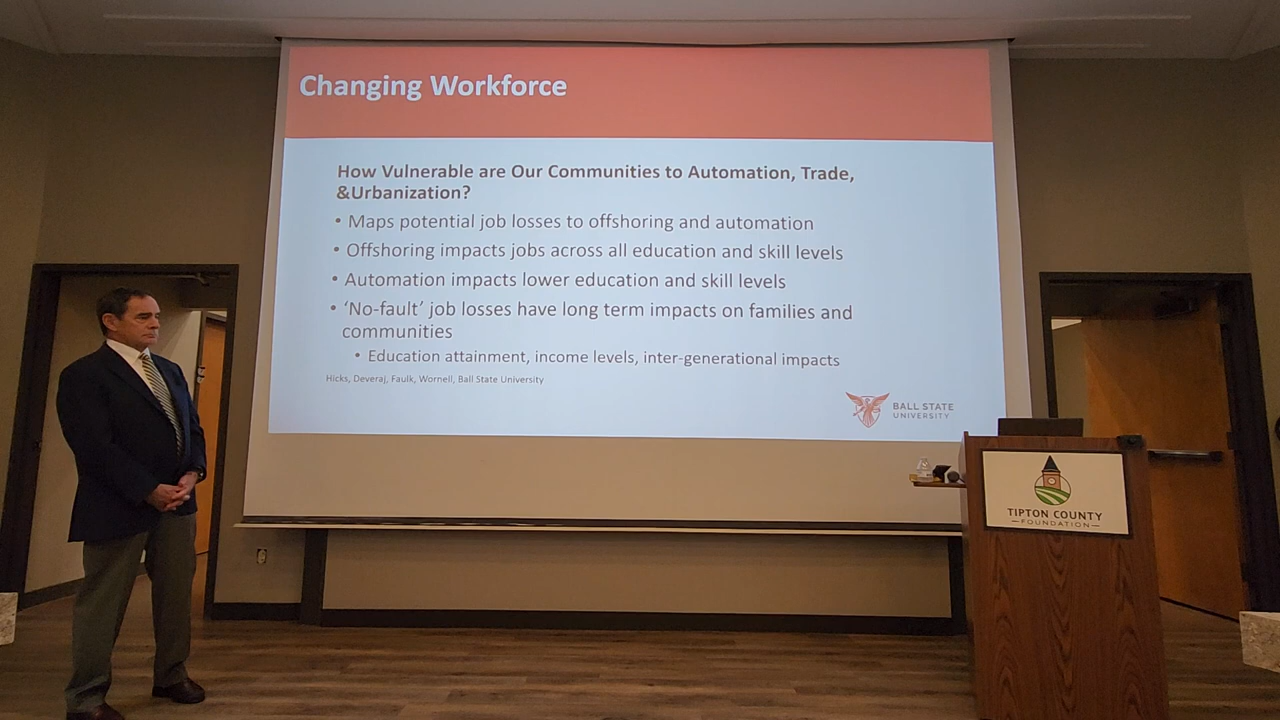 Changing Workforce
How Vulnerable are Our Communities to Automation, Trade,
&Urbanization?
• Maps potential job losses to offshoring and automation
• Offshoring impacts jobs across all education and skill levels
• Automation impacts lower education and skill levels
• ‘No-fault’ job losses have long term impacts on families and
communities
• Education attainment, income levels, inter-generational impacts
Hicks, Deveraj, Faulk, Wornell, Ball State University
BALL STATE
UNIVERSITY
TIPTON COUNTY
FOUNDATION